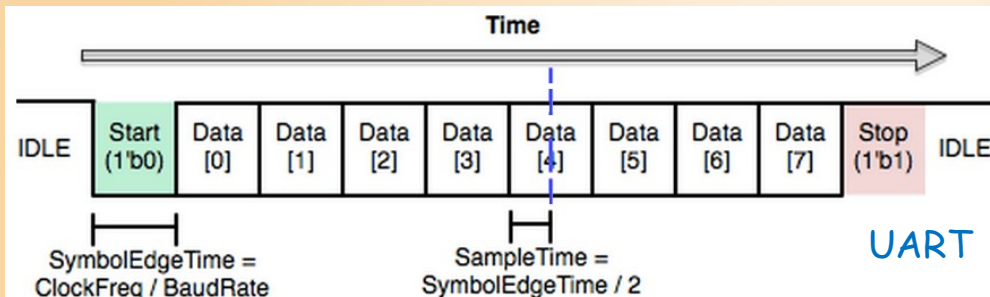 Time
IDLE
Start
(1'b0)
Data
[0]
Data
[1]
Data
[2]
Data
[3]
Data
[4]
Data
[5]
Data
[6]
Data
[7]
Stop
(1'b1)
IDLE
SymbolEdgeTime =
ClockFreq / BaudRate
SampleTime =
SymbolEdgeTime / 2
UART